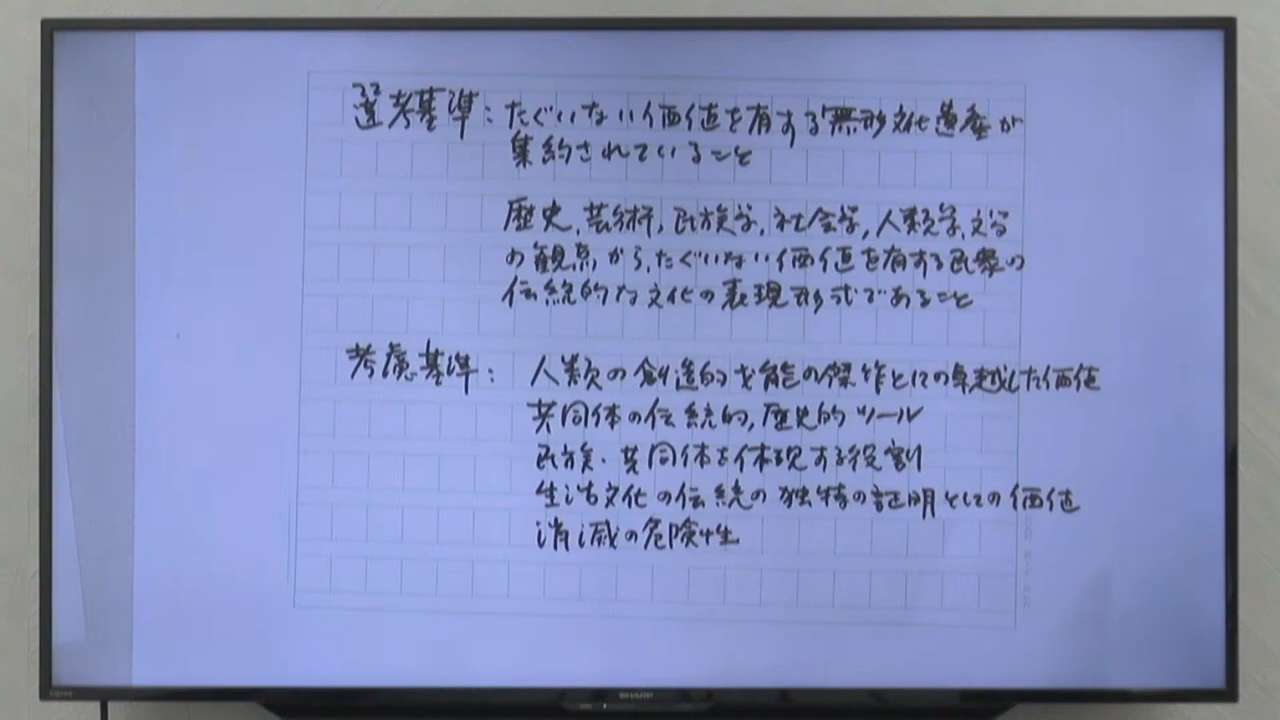 選考基準:たぐいない価値を有する無形文化遺産が
集約されていること
歴史,芸術,民族学,社会学,人類学,文学
の観点から,たぐいない価値を有する民衆の
伝統的な文化の表現形式であること
考慮基準: 人類の創造的才能の傑作としての卓越した価値
共同体の伝統的,歴史的ツール
民族・共同体を体現する役割
生活文化の伝統の独特の証明としての価値
消滅の危険性
SHARP
AQUOS